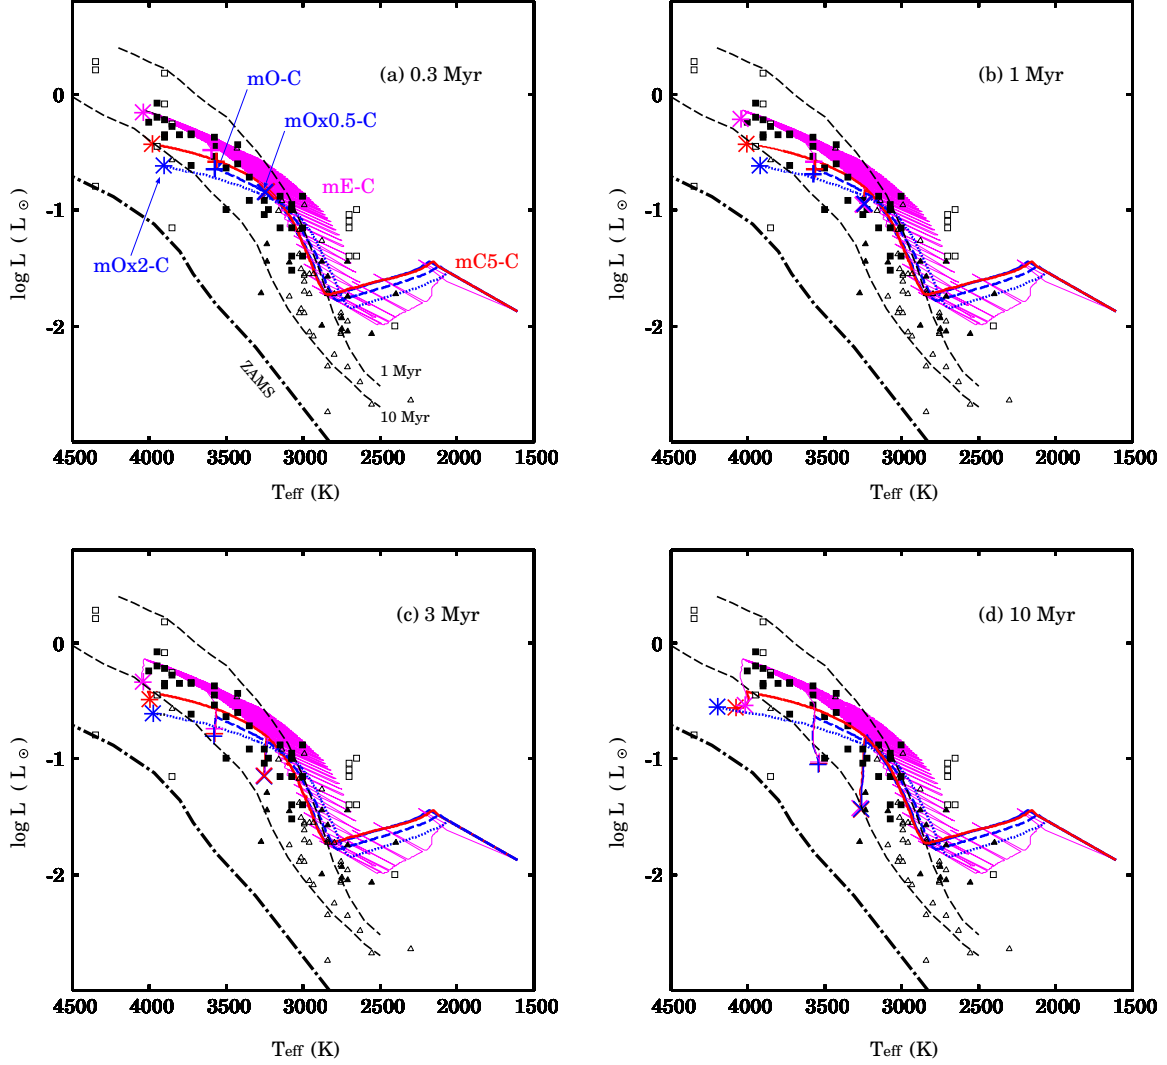 (a) 0.3 Myr
mO-C
mOx0.5-C
mE-C
mOx2-C
mC5-C
ZAMS
1 Myr
10 Myr
0
-1
-2
log L ( L ⊙ )
4500 4000 3500 3000 2500 2000 1500
Teff (K)
(b) 1 Myr
0
-1
-2
log L ( L ⊙ )
4500 4000 3500 3000 2500 2000 1500
Teff (K)
(c) 3 Myr
0
-1
-2
log L ( L ⊙ )
4500 4000 3500 3000 2500 2000 1500
Teff (K)
(d) 10 Myr
0
-1
-2
log L ( L ⊙ )
4500 4000 3500 3000 2500 2000 1500
Teff (K)